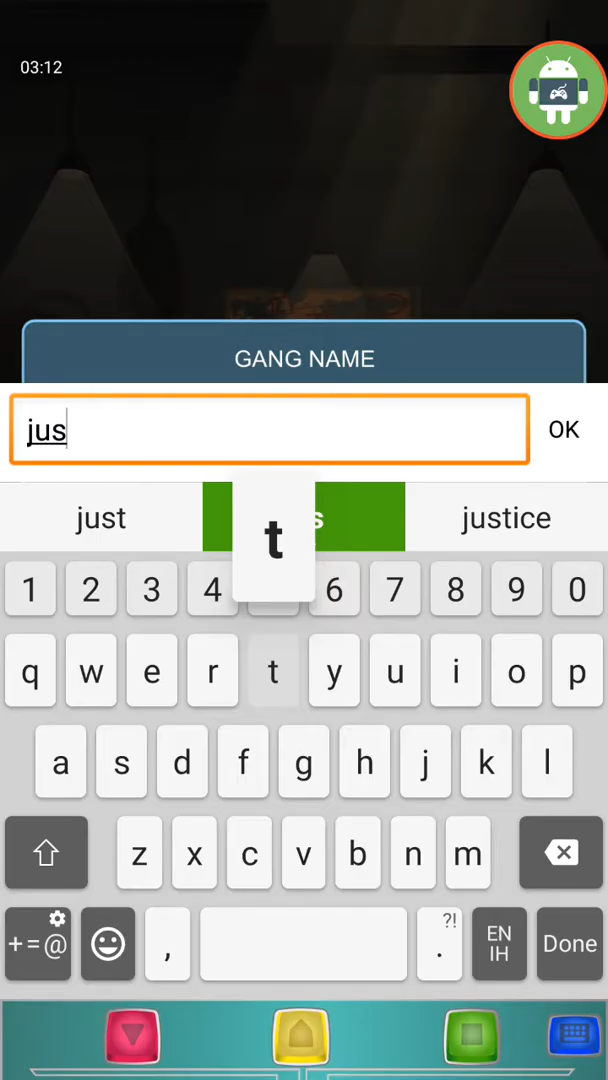 03:12
GANG NAME
jus
OK
just
justice
t
1 2 3 4 6 7 8 9 0
q w e r t y u i o p
a s d f g h j k l
z x c v b n m
?!
+=@ , . EN IH Done